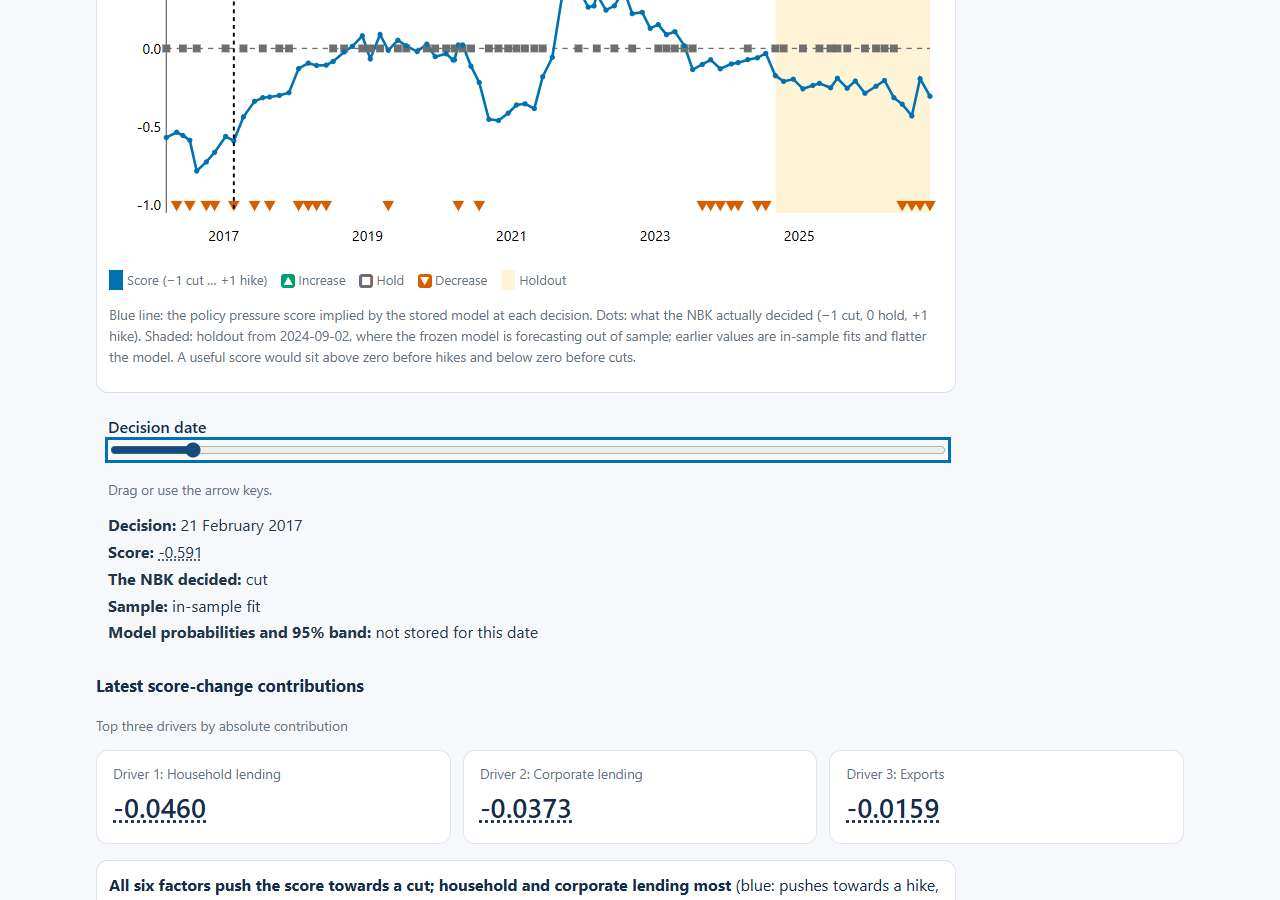 0.0
-0.5
-1.0
2017 2019 2021 2023 2025
Score (−1 cut … +1 hike) Increase Hold Decrease Holdout
Blue line: the policy pressure score implied by the stored model at each decision. Dots: what the NBK actually decided (−1 cut, 0 hold, +1
hike). Shaded: holdout from 2024-09-02, where the frozen model is forecasting out of sample; earlier values are in-sample fits and flatter
the model. A useful score would sit above zero before hikes and below zero before cuts.
Decision date
Drag or use the arrow keys.
Decision: 21 February 2017
Score: -0.591
The NBK decided: cut
Sample: in-sample fit
Model probabilities and 95% band: not stored for this date
Latest score-change contributions
Top three drivers by absolute contribution
Driver 1: Household lending
-0.0460
Driver 2: Corporate lending
-0.0373
Driver 3: Exports
-0.0159
All six factors push the score towards a cut; household and corporate lending most (blue: pushes towards a hike,